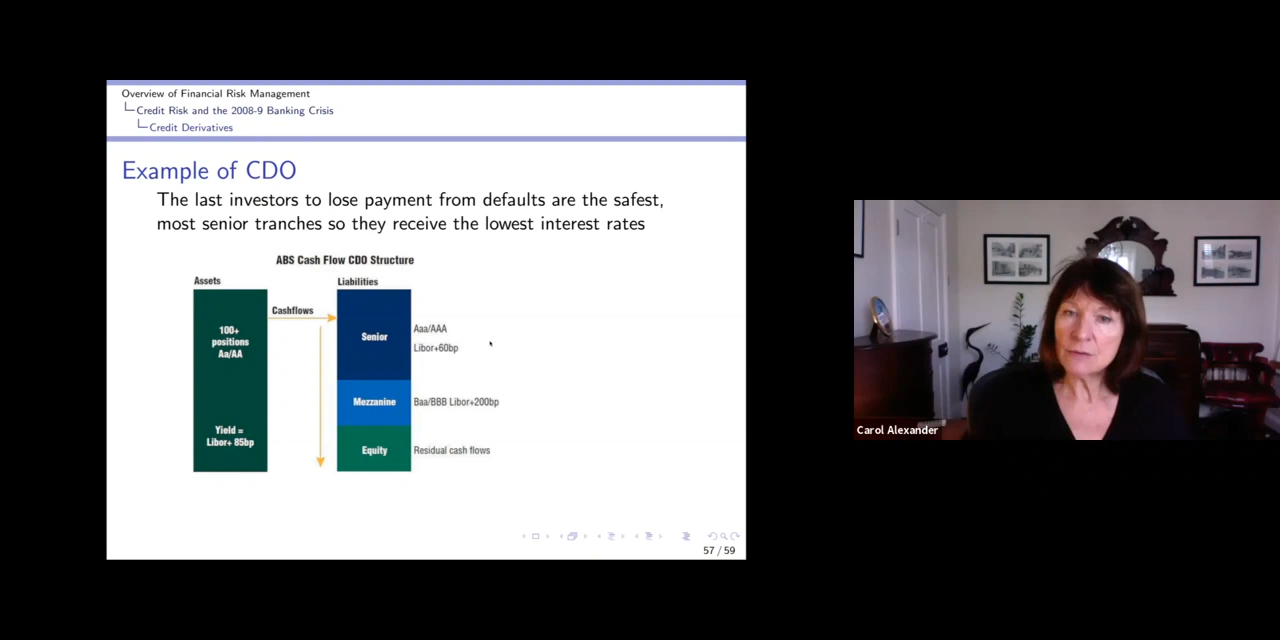 Overview of Financial Risk Management
Credit Risk and the 2008-9 Banking Crisis
Credit Derivatives
Example of CDO
The last investors to lose payment from defaults are the safest,
most senior tranches so they receive the lowest interest rates
ABS Cash Flow CDO Structure
Assets
Liabilities
Cashflows
100+
positions
Aa/AA
Yield =
Libor+ 85bp
Senior
Aaa/AAA
Libor+60bp
Mezzanine
Baa/BBB Libor+200bp
Equity
Residual cash flows
57 / 59
Carol Alexander